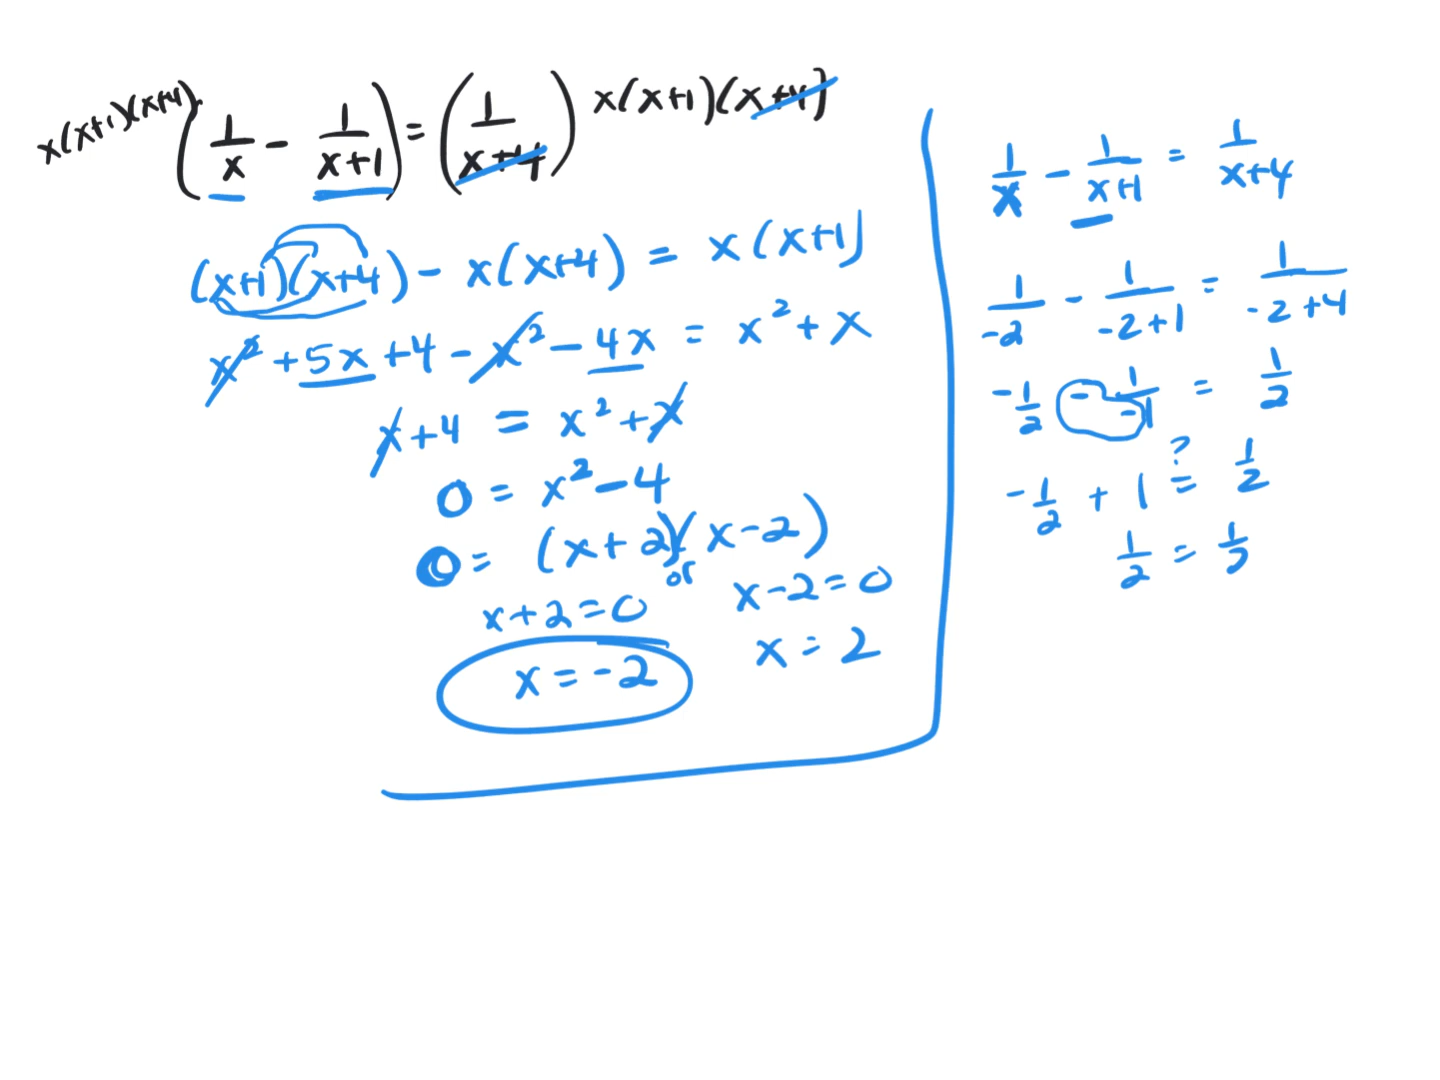 x(x+1)(x+4) (1/x - 1/(x+1)) = (1/(x+4)) x(x+1)(x+4)
(x+1)(x+4) - x(x+4) = x(x+1)
x² + 5x + 4 - x² - 4x = x² + x
x + 4 = x² + x
0 = x² - 4
0 = (x+2)(x-2)
x+2=0 or x-2=0
x = -2 x = 2
1/x - 1/(x+1) = 1/(x+4)
1/-2 - 1/(-2+1) = 1/(-2+4)
-1/2 - 1/-1 = 1/2
-1/2 + 1 ?= 1/2
1/2 = 1/2